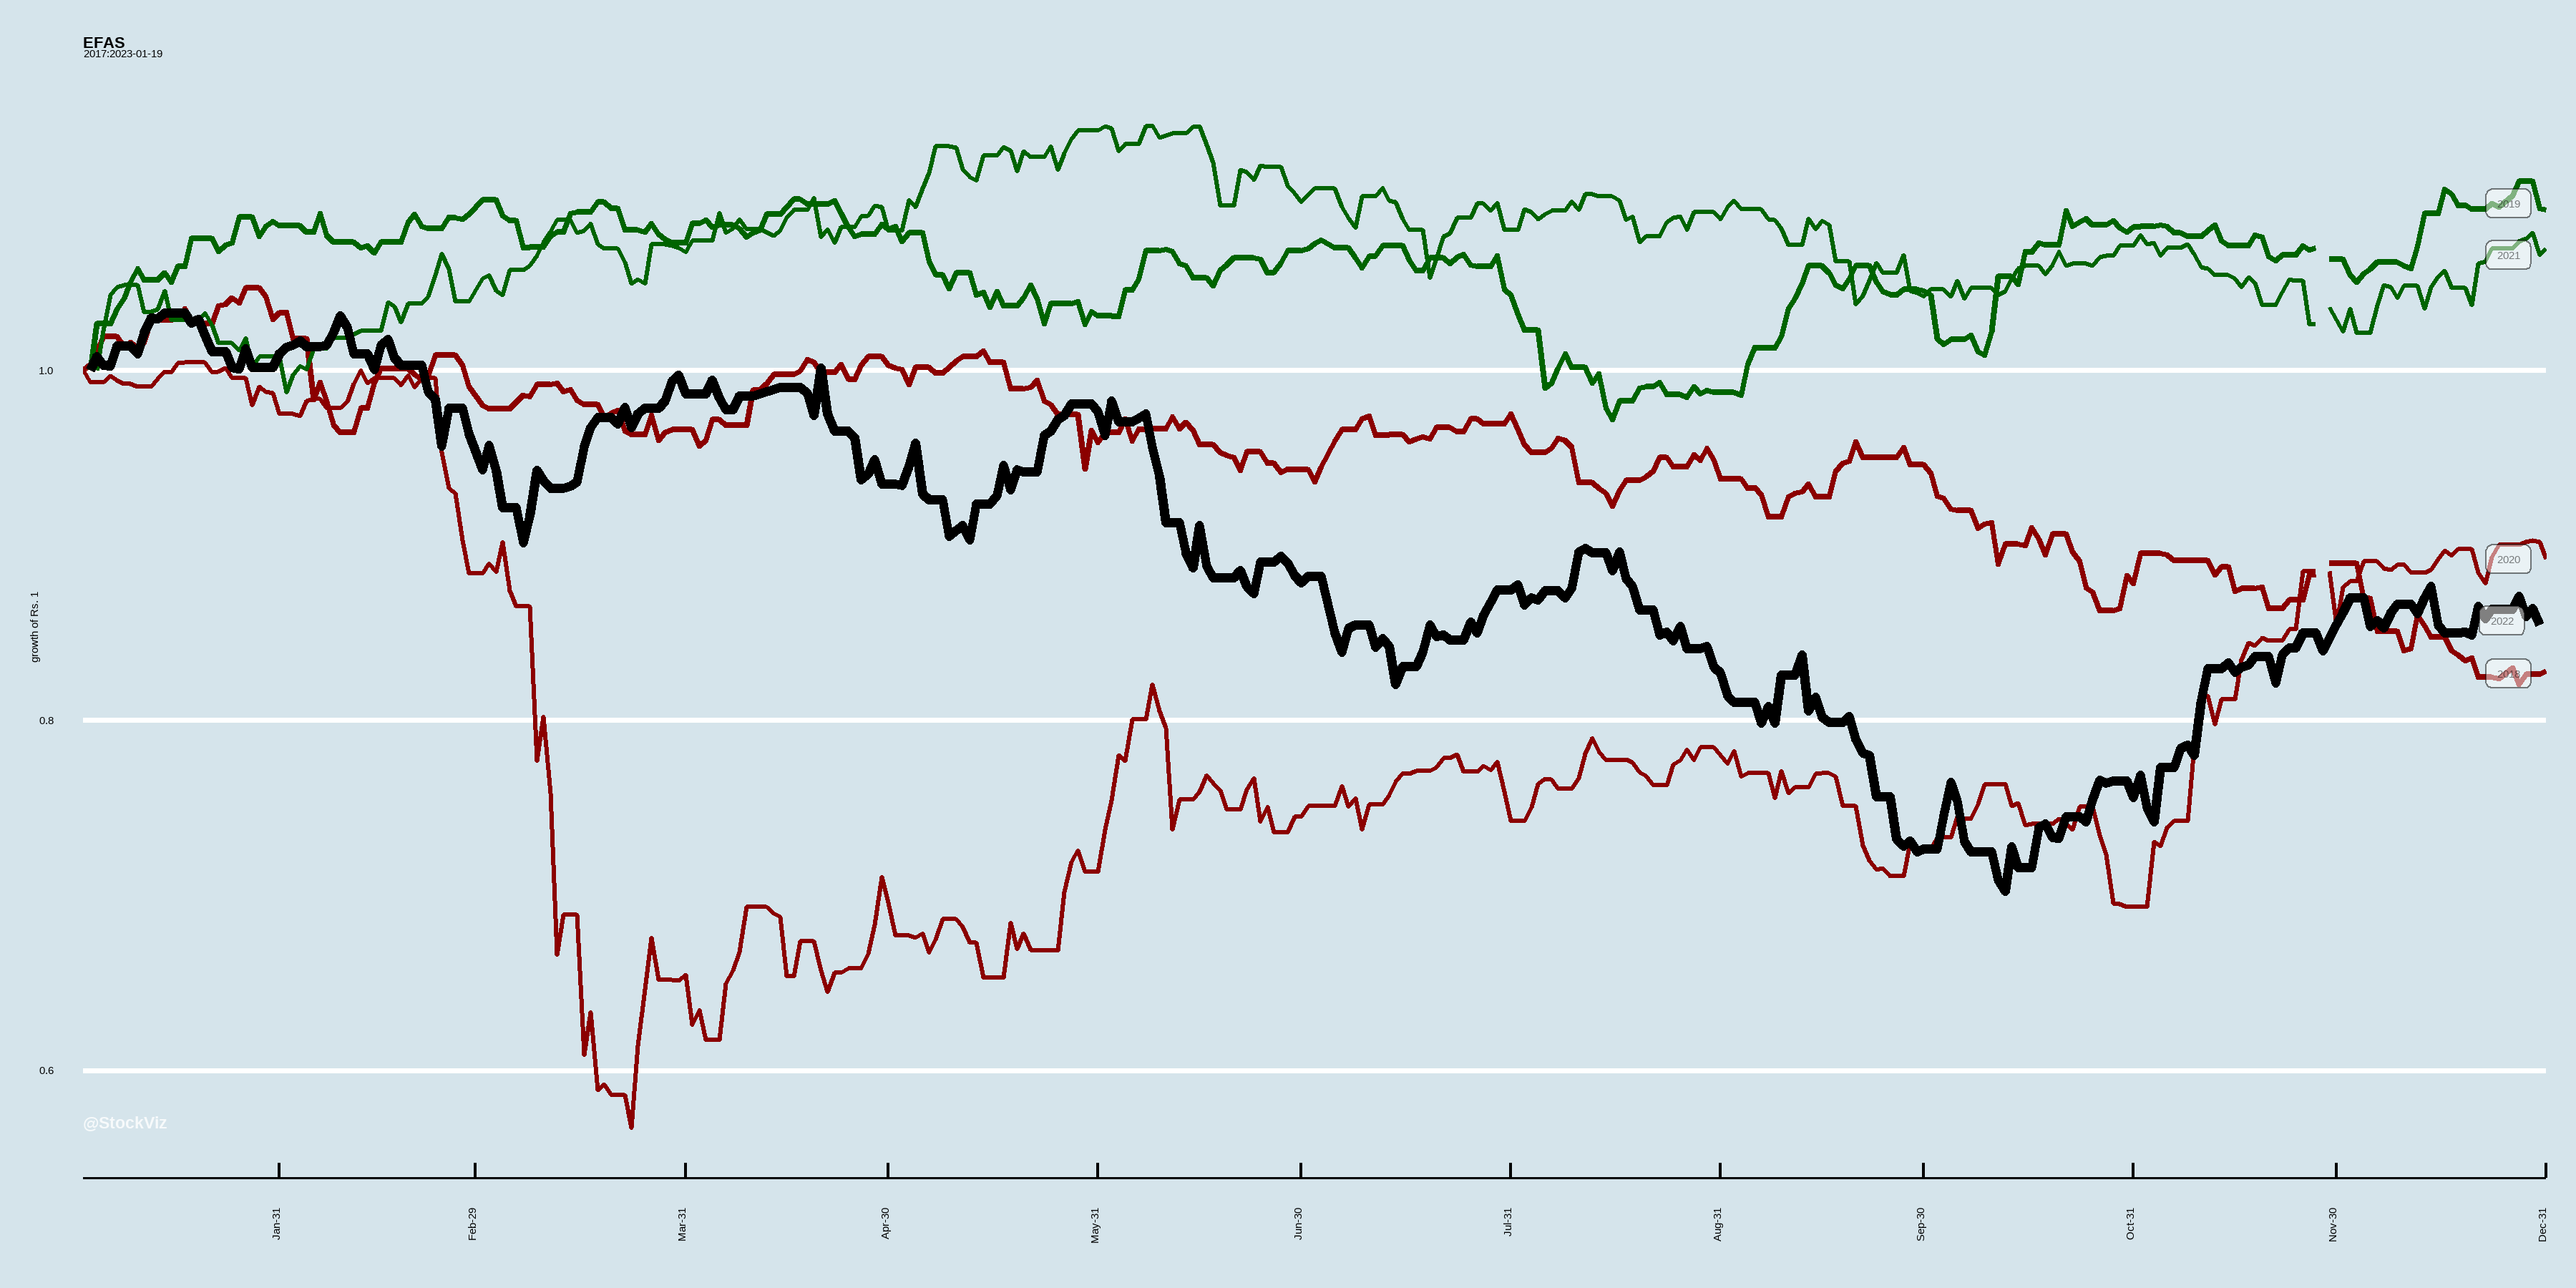 EFAS
2017:2023-01-19
2019
2021
1.0
2020
growth of Rs. 1
2022
2018
0.8
0.6
@StockViz
Jan-31
Feb-29
Mar-31
Apr-30
May-31
Jun-30
Jul-31
Aug-31
Sep-30
Oct-31
Nov-30
Dec-31